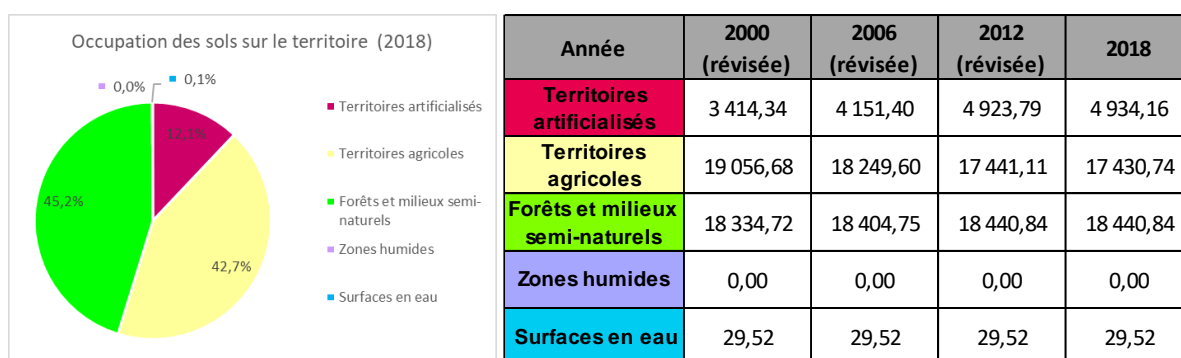 Occupation des sols sur le territoire (2018)
0,0%
0,1%
12,1%
45,2%
42,7%
Territoires artificialisés
Territoires agricoles
Forêts et milieux semi-
naturels
Zones humides
Surfaces en eau
Année 2000 (révisée) 2006 (révisée) 2012 (révisée) 2018
Territoires artificialisés 3 414,34 4 151,40 4 923,79 4 934,16
Territoires agricoles 19 056,68 18 249,60 17 441,11 17 430,74
Forêts et milieux semi-naturels 18 334,72 18 404,75 18 440,84 18 440,84
Zones humides 0,00 0,00 0,00 0,00
Surfaces en eau 29,52 29,52 29,52 29,52